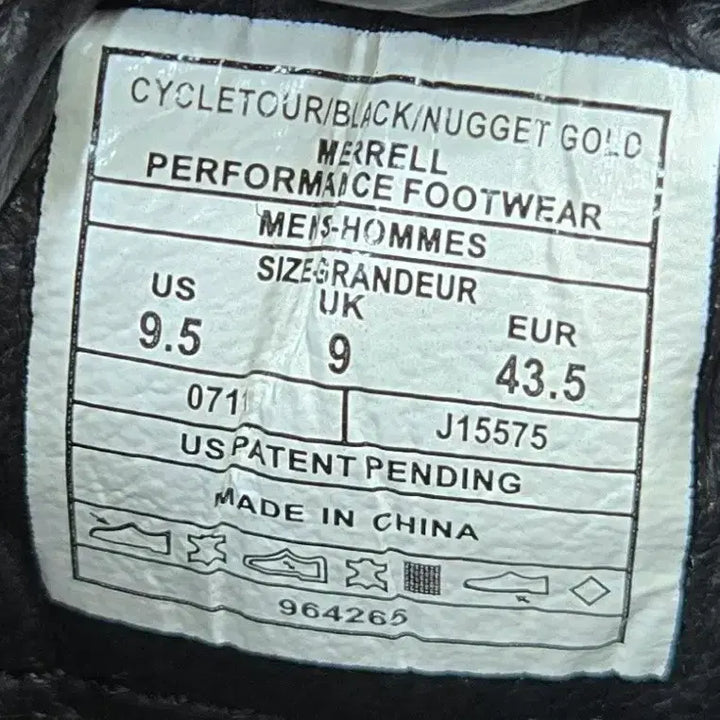 CYCLETOUR/BLACK/NUGGET GOLD
MERRELL
PERFORMANCE FOOTWEAR
MENS-HOMMES
SIZE GRANDEUR
US UK EUR
9.5 9 43.5
0711 J15575
US PATENT PENDING
MADE IN CHINA
964265